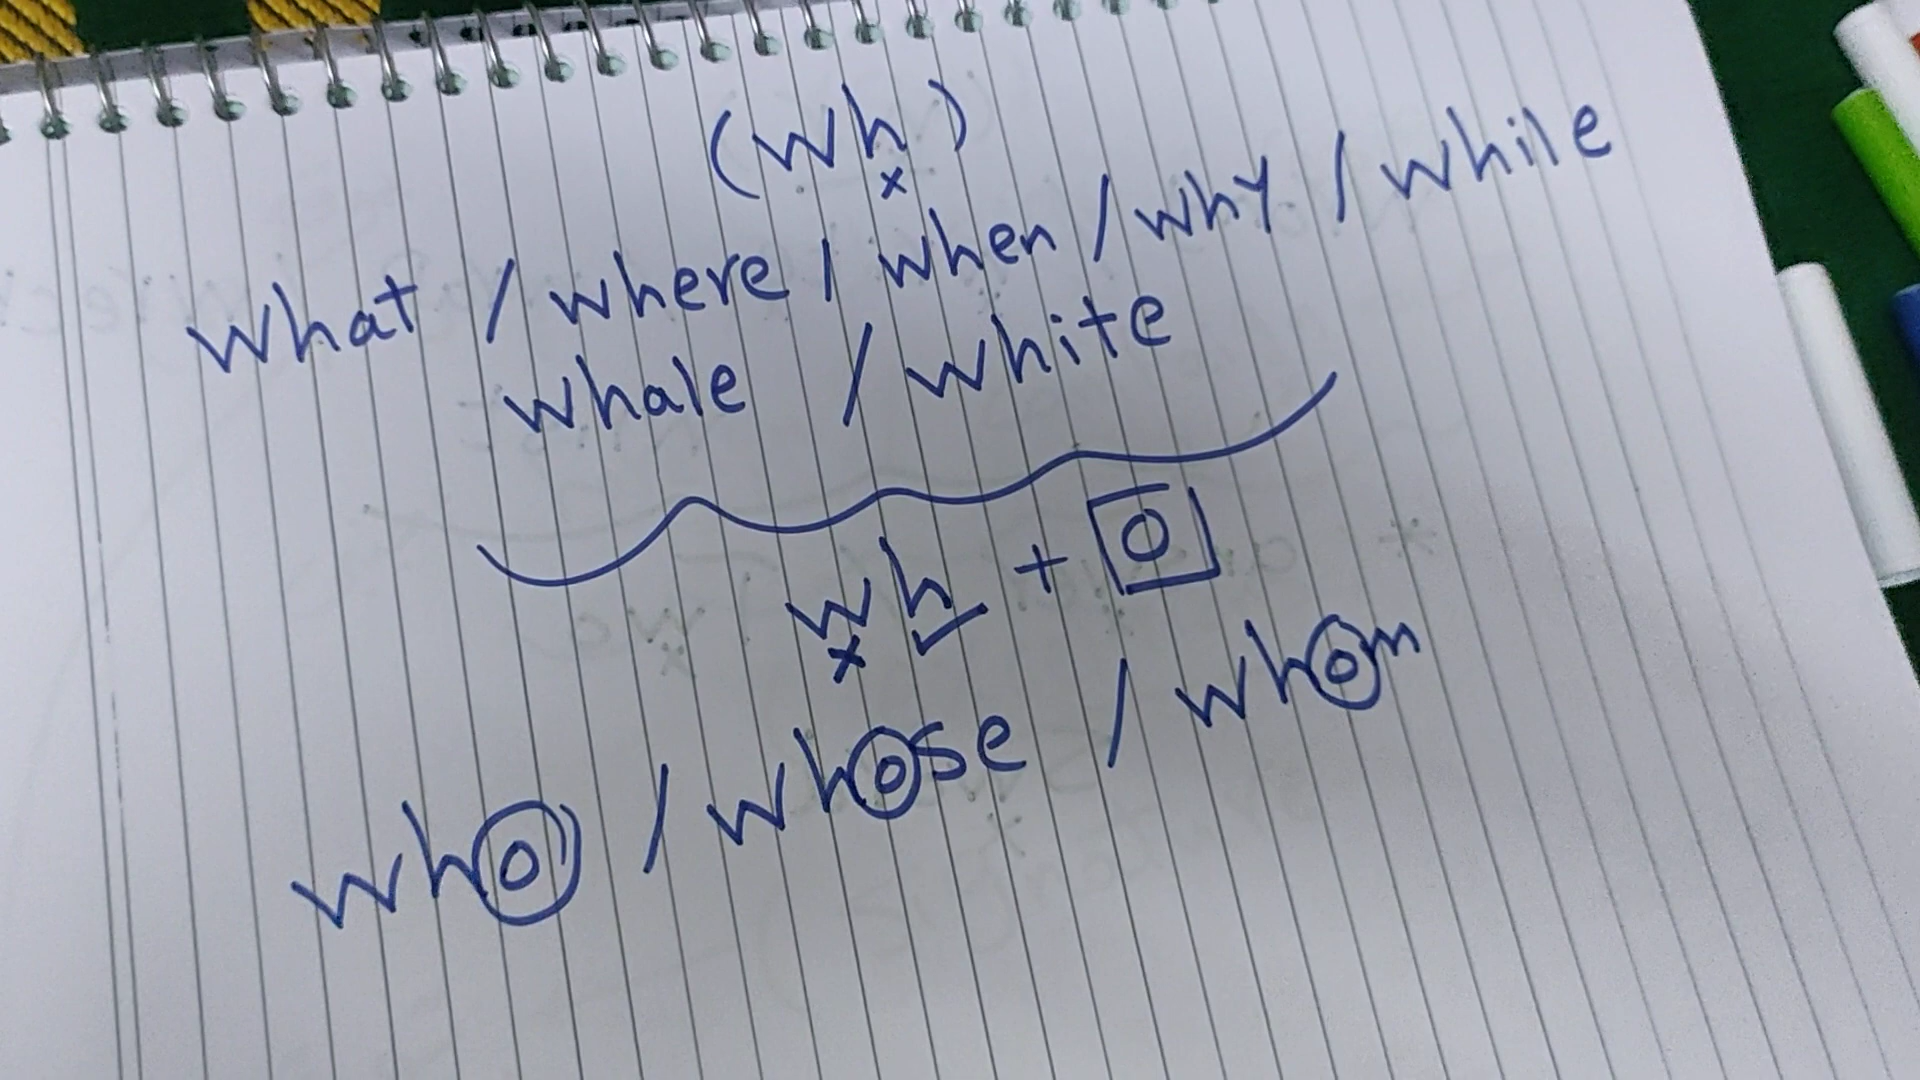 (wh)
x
what / where / when / why / while
whale / white
wh + o
x ✓
who / whose / whom